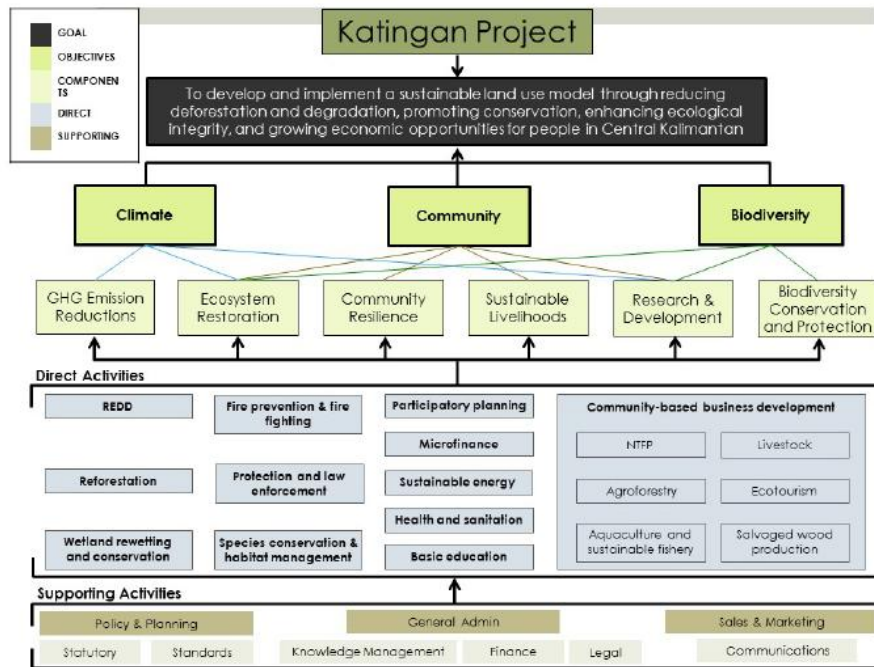 GOAL
OBJECTIVES
COMPONEN
TS
DIRECT
SUPPORTING
Katingan Project
To develop and implement a sustainable land use model through reducing
deforestation and degradation, promoting conservation, enhancing ecological
integrity, and growing economic opportunities for people in Central Kalimantan
Climate
Community
Biodiversity
GHG Emission
Reductions
Ecosystem
Restoration
Community
Resilience
Sustainable
Livelihoods
Research &
Development
Biodiversity
Conservation
and Protection
Direct Activities
REDD
Reforestation
Wetland rewetting
and conservation
Fire prevention & fire
fighting
Protection and law
enforcement
Species conservation &
habitat management
Participatory planning
Microfinance
Sustainable energy
Health and sanitation
Basic education
Community-based business development
NTFP
Livestock
Agroforestry
Ecotourism
Aquaculture and
sustainable fishery
Salvaged wood
production
Supporting Activities
Policy & Planning
General Admin
Sales & Marketing
Statutory
Standards
Knowledge Management
Finance
Legal
Communications